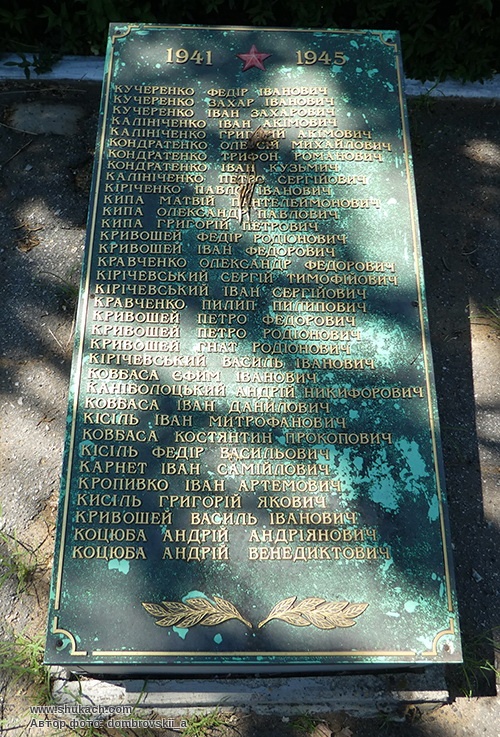 1941 1945
КУЧЕРЕНКО ФЕДІР ІВАНОВИЧ
КУЧЕРЕНКО ЗАХАР ІВАНОВИЧ
КУЧЕРЕНКО ІВАН ЗАХАРОВИЧ
КАЛІНІЧЕНКО ІВАН АКІМОВИЧ
КАЛІНІЧЕНКО ГРИГОРІЙ АКІМОВИЧ
КОНДРАТЕНКО ОЛЕКСІЙ МИХАЙЛОВИЧ
КОНДРАТЕНКО ТРИФОН РОМАНОВИЧ
КОНДРАТЕНКО ІВАН КУЗЬМИЧ
КАЛІНІЧЕНКО ПЕТРО СЕРГІЙОВИЧ
КІРІЧЕНКО ПАВЛО ІВАНОВИЧ
КИПА МАТВІЙ ПАНТЕЛЕЙМОНОВИЧ
КИПА ОЛЕКСАНДР ПАВЛОВИЧ
КИПА ГРИГОРІЙ ПЕТРОВИЧ
КРИВОШЕЙ ФЕДІР РОДІОНОВИЧ
КРИВОШЕЙ ІВАН ФЕДОРОВИЧ
КРАВЧЕНКО ОЛЕКСАНДР ФЕДОРОВИЧ
КІРІЧЕВСЬКИЙ СЕРГІЙ ТИМОФІЙОВИЧ
КІРІЧЕВСЬКИЙ ІВАН СЕРГІЙОВИЧ
КРАВЧЕНКО ПИЛИП ПИЛИПОВИЧ
КРИВОШЕЙ ПЕТРО ФЕДОРОВИЧ
КРИВОШЕЙ ПЕТРО РОДІОНОВИЧ
КРИВОШЕЙ ГНАТ РОДІОНОВИЧ
КІРІЧЕВСЬКИЙ ВАСИЛЬ ІВАНОВИЧ
КОВБАСА ЄФИМ ІВАНОВИЧ
КАНІБОЛОЦЬКИЙ АНДРІЙ НИКИФОРОВИЧ
КОВБАСА ІВАН ДАНИЛОВИЧ
КІСІЛЬ ІВАН МИТРОФАНОВИЧ
КОВБАСА КОСТЯНТИН ПРОКОПОВИЧ
КІСІЛЬ ФЕДІР ВАСИЛЬОВИЧ
КАРНЕТ ІВАН САМІЙЛОВИЧ
КРОПИВКО ІВАН АРТЕМОВИЧ
КИСІЛЬ ГРИГОРІЙ ЯКОВИЧ
КРИВОШЕЙ ВАСИЛЬ ІВАНОВИЧ
КОЦЮБА АНДРІЙ АНДРІЯНОВИЧ
КОЦЮБА АНДРІЙ ВЕНЕДИКТОВИЧ
www.shukach.com
Автор фото: dombrovskii_a